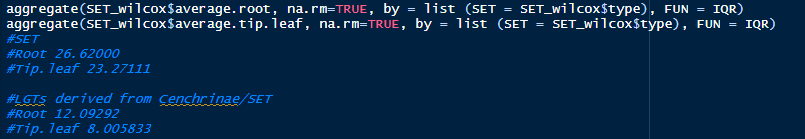 aggregate(SET_wilcox$average.root, na.rm=TRUE, by = list (SET = SET_wilcox$type), FUN = IQR)
aggregate(SET_wilcox$average.tip.leaf, na.rm=TRUE, by = list (SET = SET_wilcox$type), FUN = IQR)
#SET
#Root 26.62000
#Tip.leaf 23.27111
#LGTs derived from Cenchrinae/SET
#Root 12.09292
#Tip.leaf 8.005833